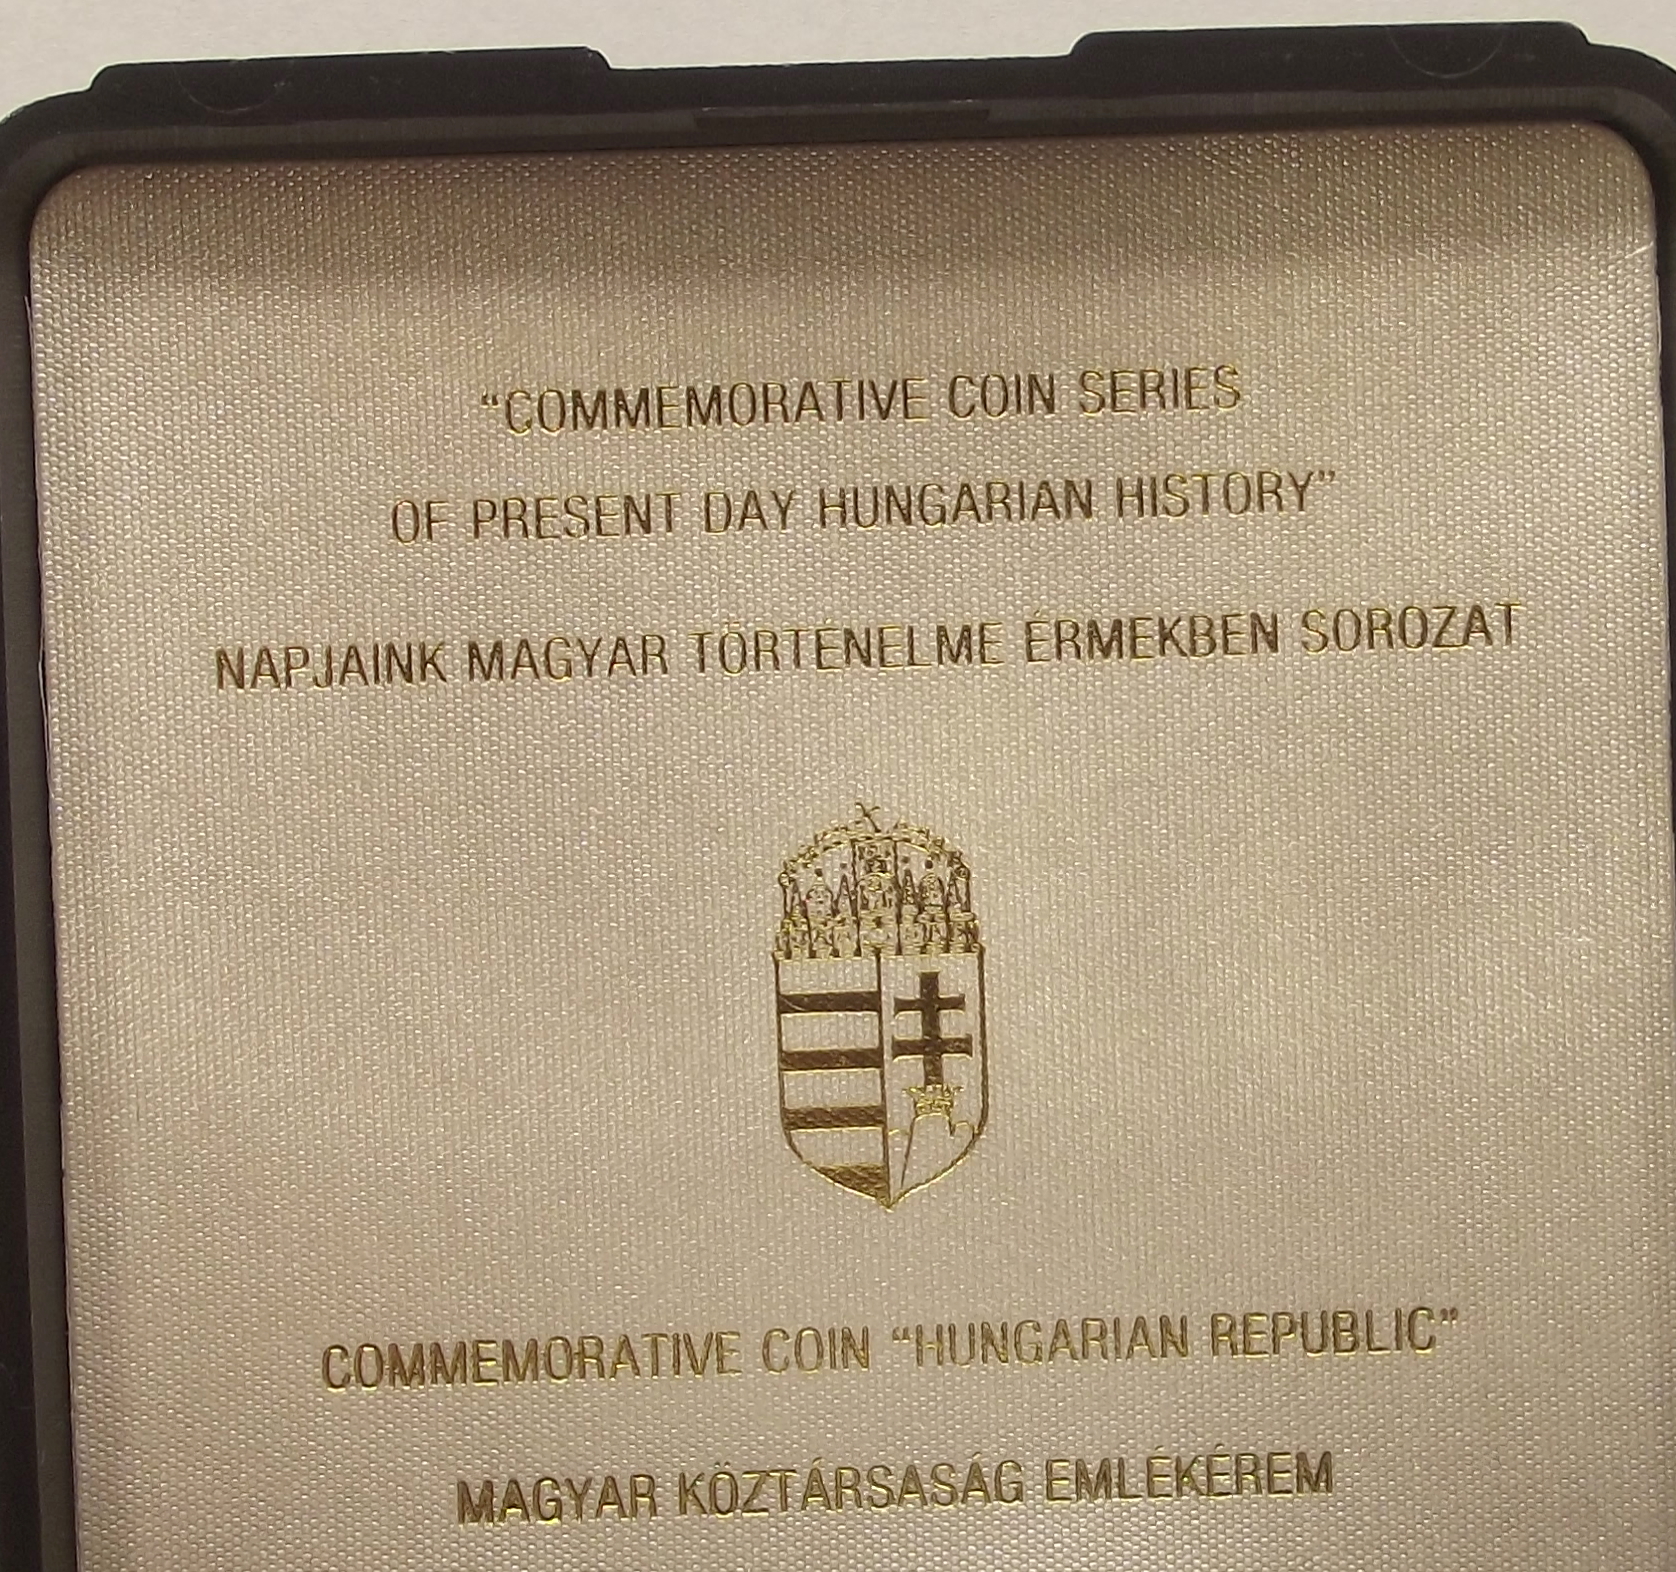 “COMMEMORATIVE COIN SERIES
OF PRESENT DAY HUNGARIAN HISTORY”
NAPJAINK MAGYAR TÖRTÉNELME ÉRMEKBEN SOROZAT
COMMEMORATIVE COIN “HUNGARIAN REPUBLIC”
MAGYAR KÖZTÁRSASÁG EMLÉKÉREM